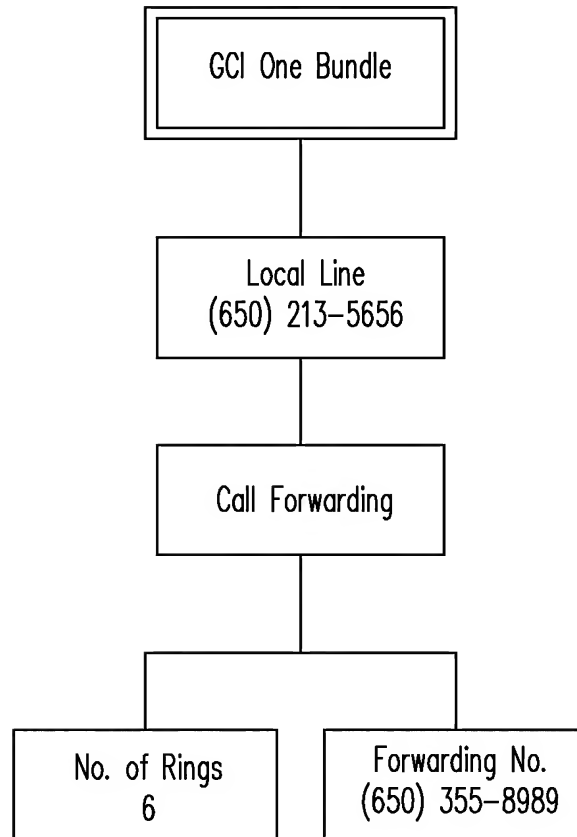 GCI One Bundle
Local Line
(650) 213-5656
Call Forwarding
No. of Rings
6
Forwarding No.
(650) 355-8989